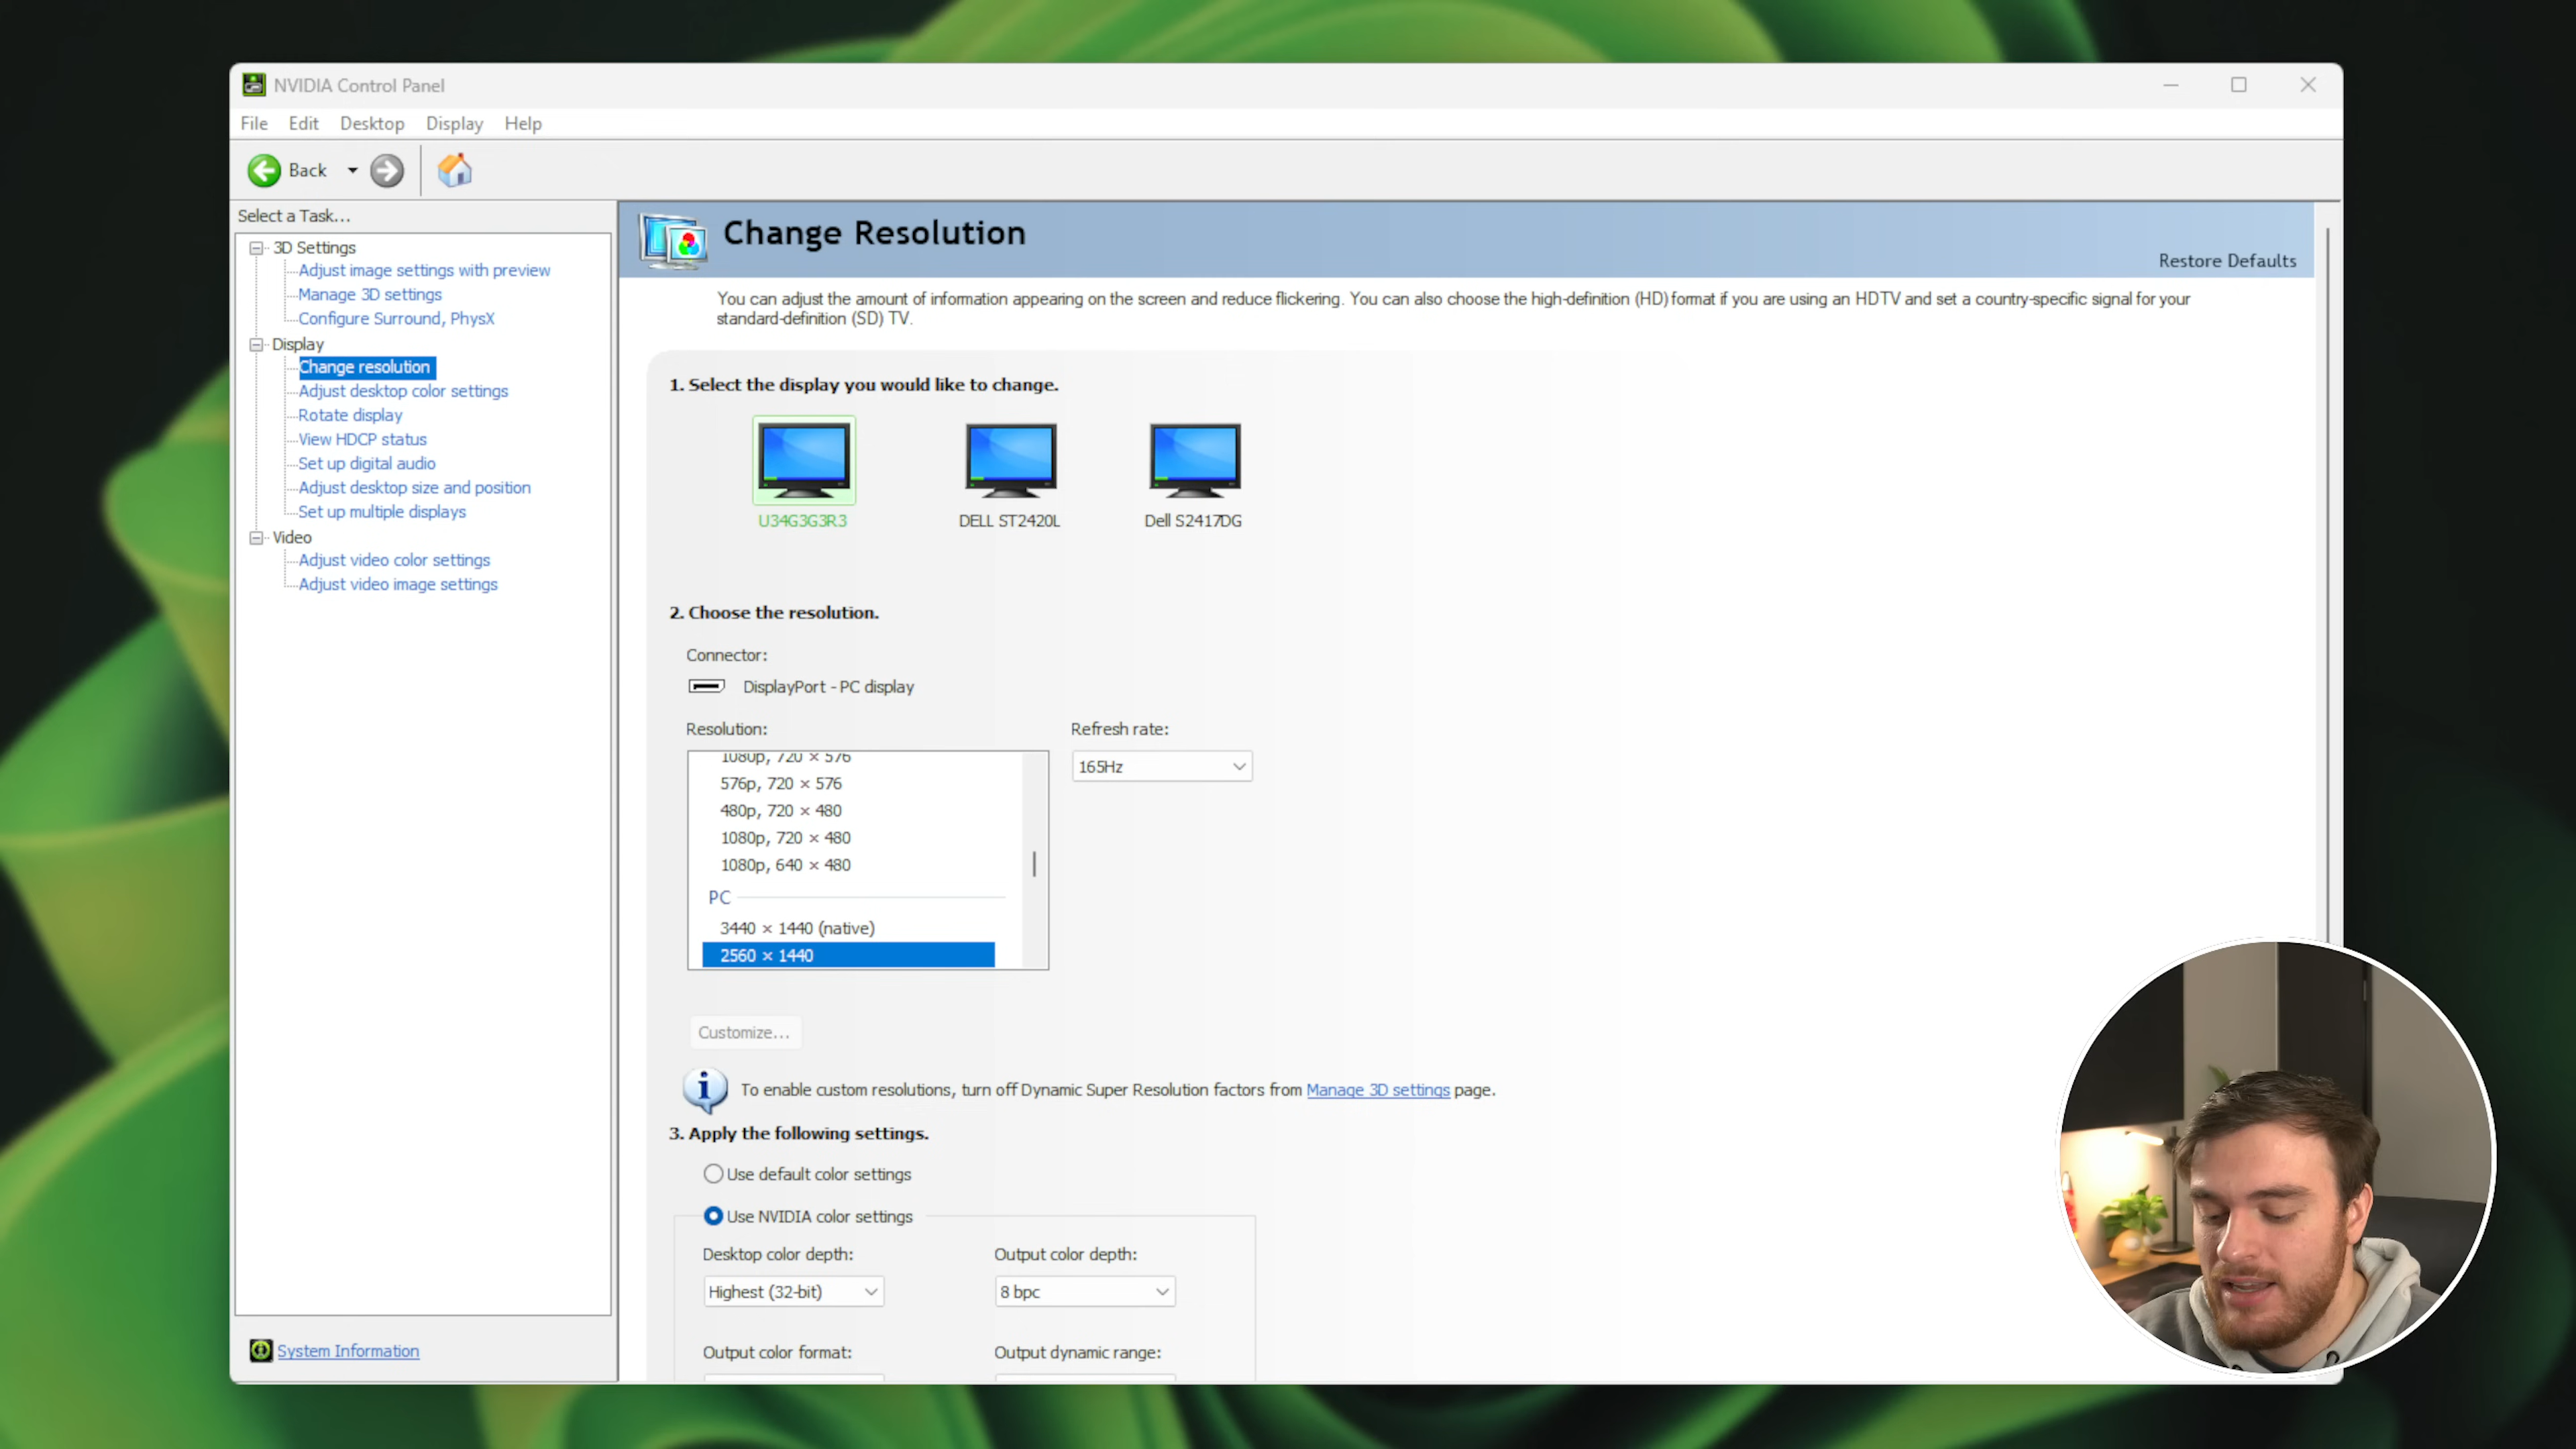 NVIDIA Control Panel
File Edit Desktop Display Help
Back
Select a Task...
3D Settings
Adjust image settings with preview
Manage 3D settings
Configure Surround, PhysX
Display
Change resolution
Adjust desktop color settings
Rotate display
View HDCP status
Set up digital audio
Adjust desktop size and position
Set up multiple displays
Video
Adjust video color settings
Adjust video image settings
System Information
Change Resolution
Restore Defaults
You can adjust the amount of information appearing on the screen and reduce flickering. You can also choose the high-definition (HD) format if you are using an HDTV and set a country-specific signal for your
standard-definition (SD) TV.
1. Select the display you would like to change.
U34G3G3R3 DELL ST2420L Dell S2417DG
2. Choose the resolution.
Connector:
DisplayPort - PC display
Resolution: Refresh rate:
165Hz
1080p, 720 × 576
576p, 720 × 576
480p, 720 × 480
1080p, 720 × 480
1080p, 640 × 480
PC
3440 × 1440 (native)
2560 × 1440
Customize...
To enable custom resolutions, turn off Dynamic Super Resolution factors from Manage 3D settings page.
3. Apply the following settings.
Use default color settings
Use NVIDIA color settings
Desktop color depth: Output color depth:
Highest (32-bit) 8 bpc
Output color format: Output dynamic range: